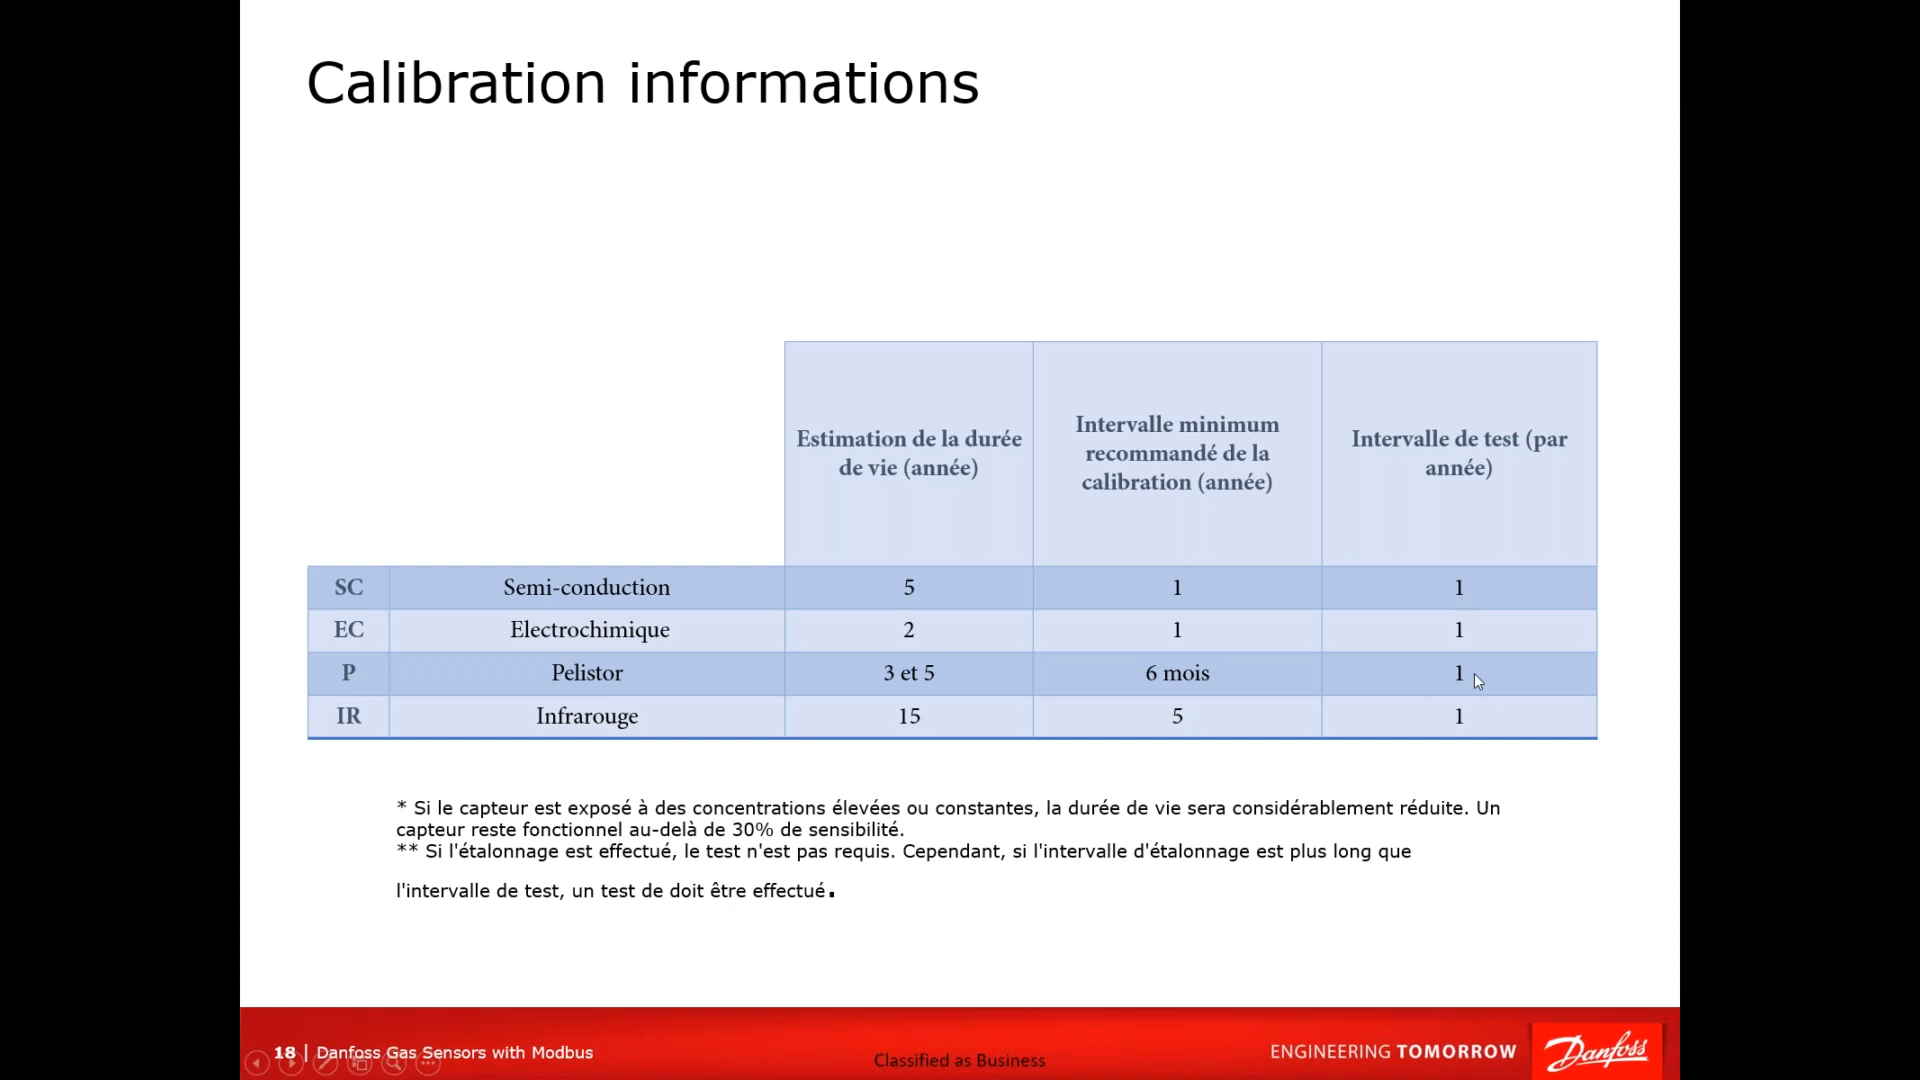 Calibration informations
Estimation de la durée
de vie (année)
Intervalle minimum
recommandé de la
calibration (année)
Intervalle de test (par
année)
SC Semi-conduction 5 1 1
EC Electrochimique 2 1 1
P Pelistor 3 et 5 6 mois 1
IR Infrarouge 15 5 1
* Si le capteur est exposé à des concentrations élevées ou constantes, la durée de vie sera considérablement réduite. Un
capteur reste fonctionnel au-delà de 30% de sensibilité.
** Si l'étalonnage est effectué, le test n'est pas requis. Cependant, si l'intervalle d'étalonnage est plus long que
l'intervalle de test, un test de doit être effectué.
18 | Danfoss Gas Sensors with Modbus
Classified as Business
ENGINEERING TOMORROW
Danfoss